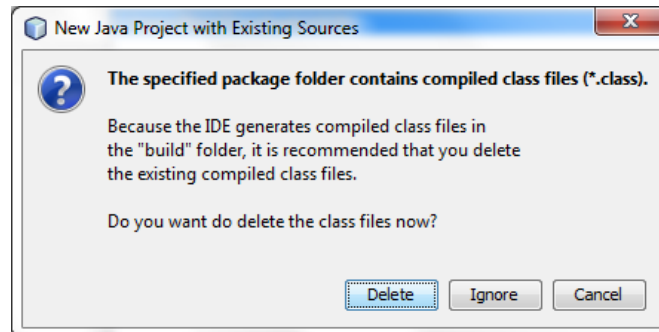 New Java Project with Existing Sources
The specified package folder contains compiled class files (*.class).
Because the IDE generates compiled class files in
the "build" folder, it is recommended that you delete
the existing compiled class files.
Do you want do delete the class files now?
Delete Ignore Cancel